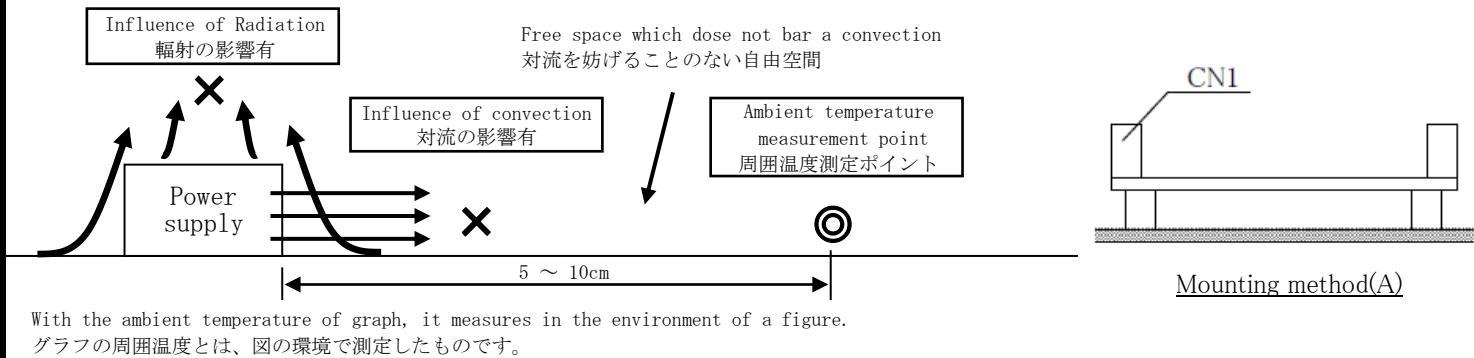 Influence of Radiation
輻射の影響有
Free space which dose not bar a convection
対流を妨げることのない自由空間
Influence of convection
対流の影響有
Ambient temperature
measurement point
周囲温度測定ポイント
Power
supply
5 ～ 10cm
With the ambient temperature of graph, it measures in the environment of a figure.
グラフの周囲温度とは、図の環境で測定したものです。
CN1
Mounting method(A)